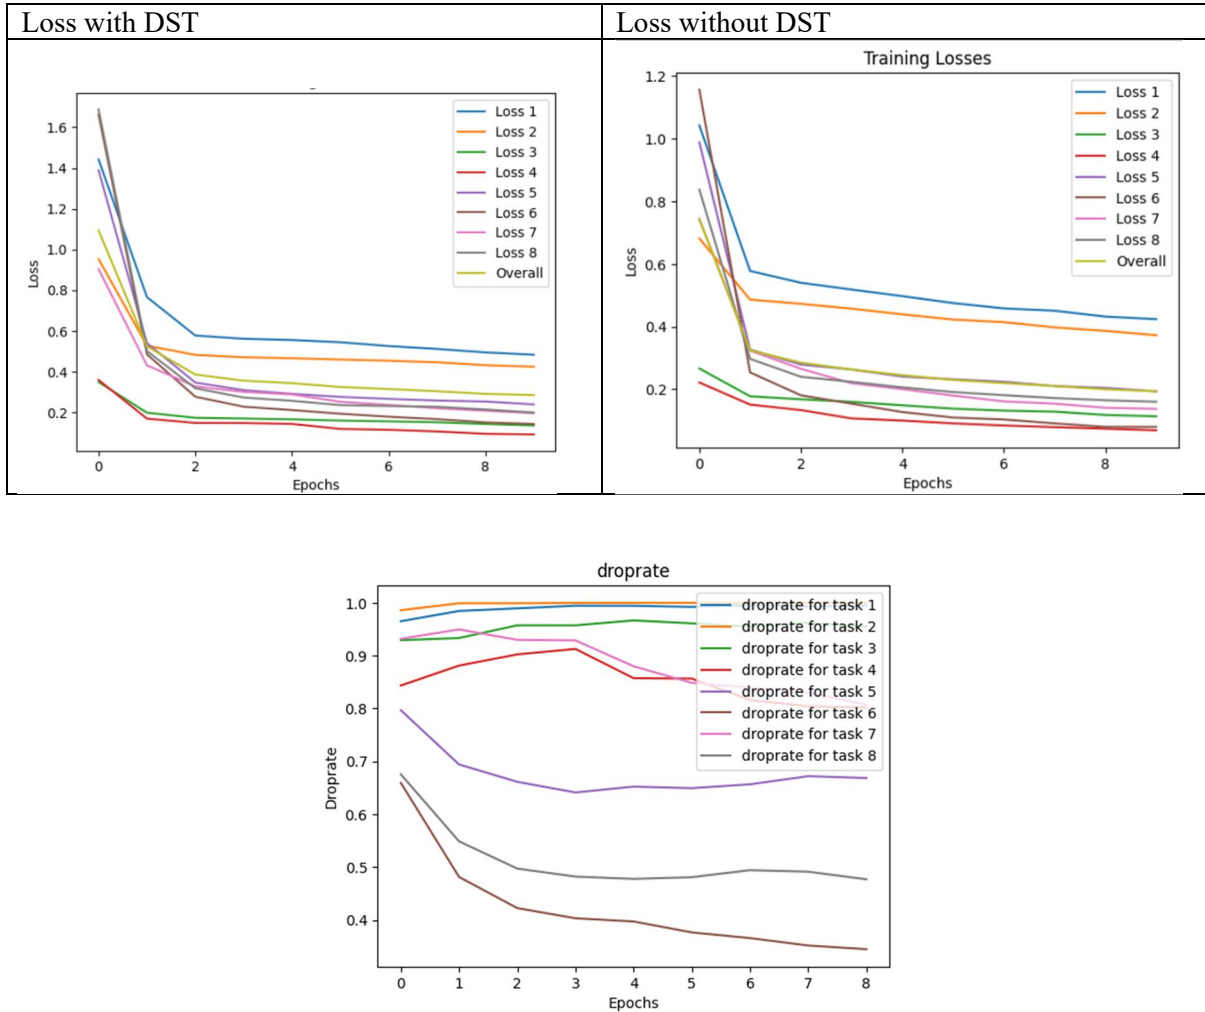 Loss with DST
Loss without DST
Loss
1.6
1.4
1.2
1.0
0.8
0.6
0.4
0.2
0 2 4 6 8
Epochs
Loss 1
Loss 2
Loss 3
Loss 4
Loss 5
Loss 6
Loss 7
Loss 8
Overall
Training Losses
Loss
1.2
1.0
0.8
0.6
0.4
0.2
0 2 4 6 8
Epochs
Loss 1
Loss 2
Loss 3
Loss 4
Loss 5
Loss 6
Loss 7
Loss 8
Overall
droprate
Droprate
1.0
0.9
0.8
0.7
0.6
0.5
0.4
0 1 2 3 4 5 6 7 8
Epochs
droprate for task 1
droprate for task 2
droprate for task 3
droprate for task 4
droprate for task 5
droprate for task 6
droprate for task 7
droprate for task 8